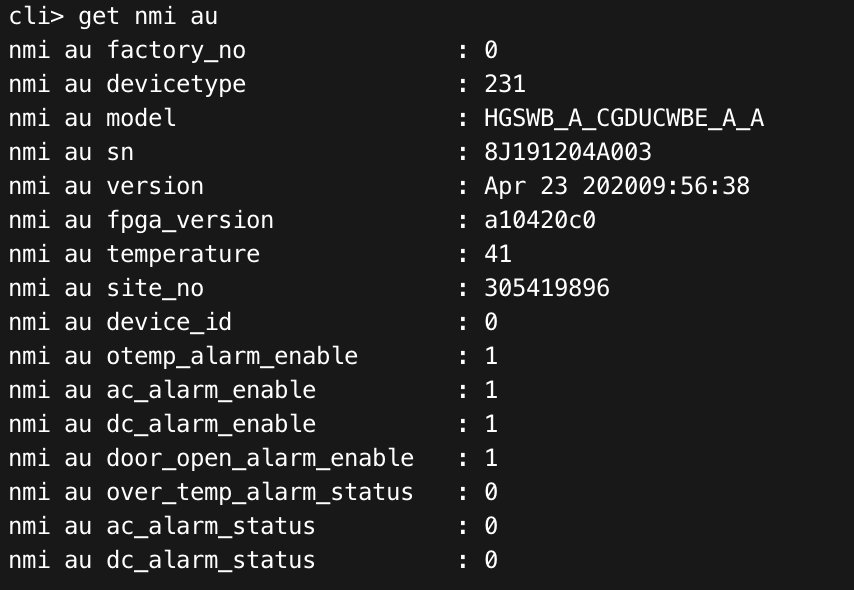 cli> get nmi au
nmi au factory_no               : 0
nmi au devicetype               : 231
nmi au model                    : HGSWB_A_CGDUCWBE_A_A
nmi au sn                       : 8J191204A003
nmi au version                  : Apr 23 202009:56:38
nmi au fpga_version             : a10420c0
nmi au temperature              : 41
nmi au site_no                  : 305419896
nmi au device_id                : 0
nmi au otemp_alarm_enable       : 1
nmi au ac_alarm_enable          : 1
nmi au dc_alarm_enable          : 1
nmi au door_open_alarm_enable   : 1
nmi au over_temp_alarm_status   : 0
nmi au ac_alarm_status          : 0
nmi au dc_alarm_status          : 0